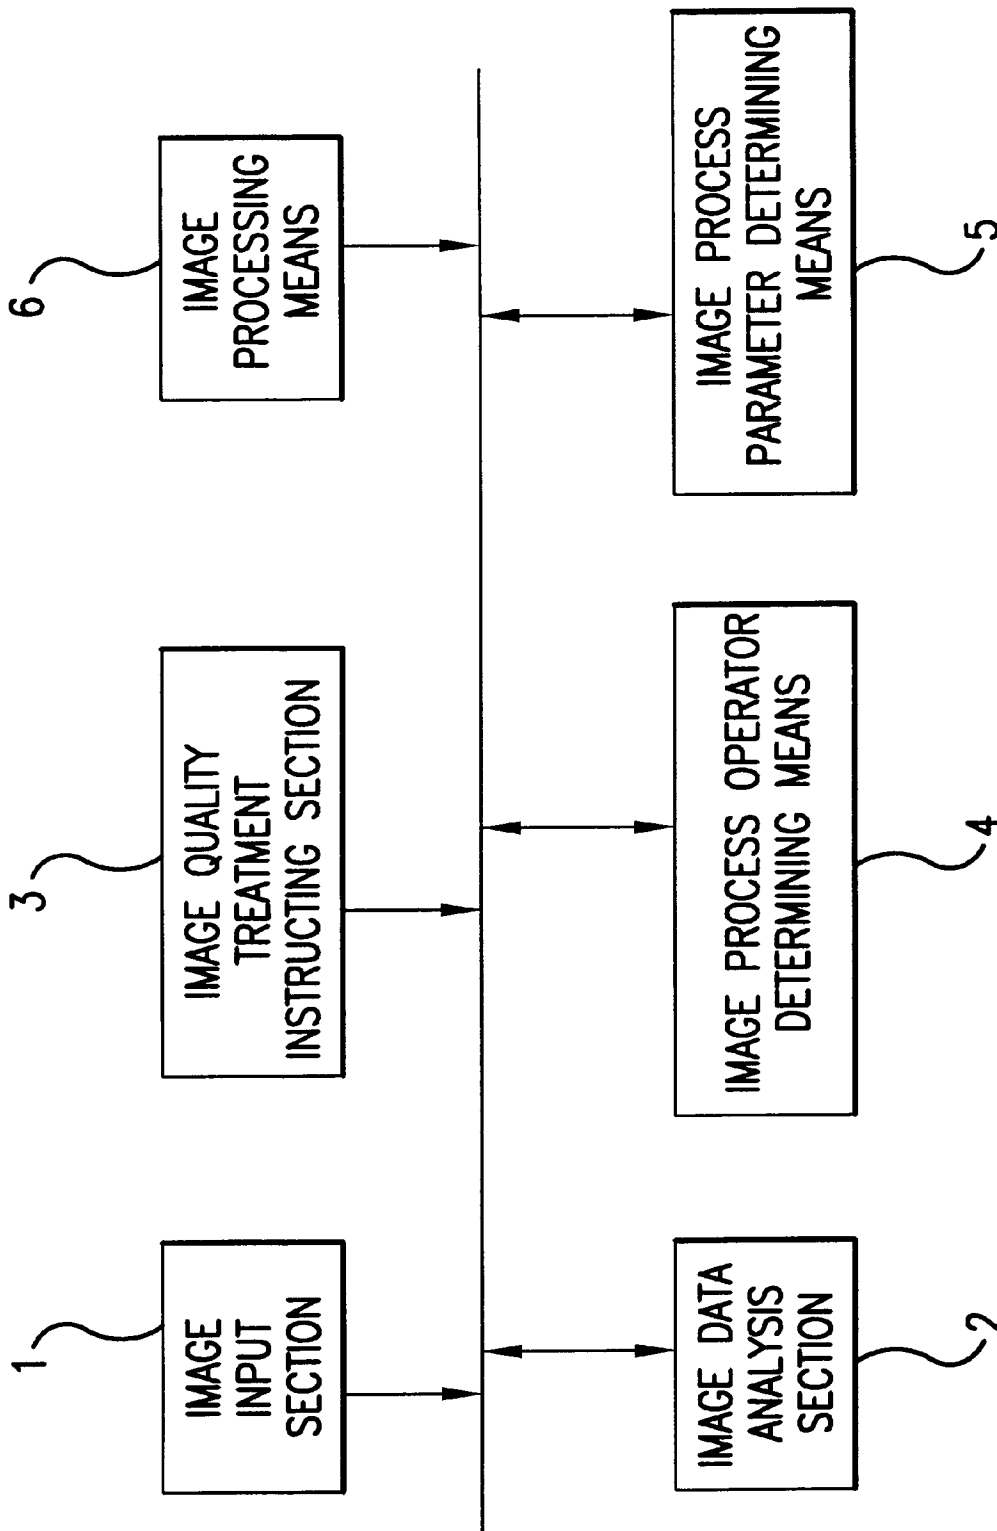 1
IMAGE
INPUT
SECTION
3
IMAGE QUALITY
TREATMENT
INSTRUCTING SECTION
6
IMAGE
PROCESSING
MEANS
IMAGE DATA
ANALYSIS
SECTION
2
IMAGE PROCESS OPERATOR
DETERMINING MEANS
4
IMAGE PROCESS
PARAMETER DETERMINING
MEANS
5